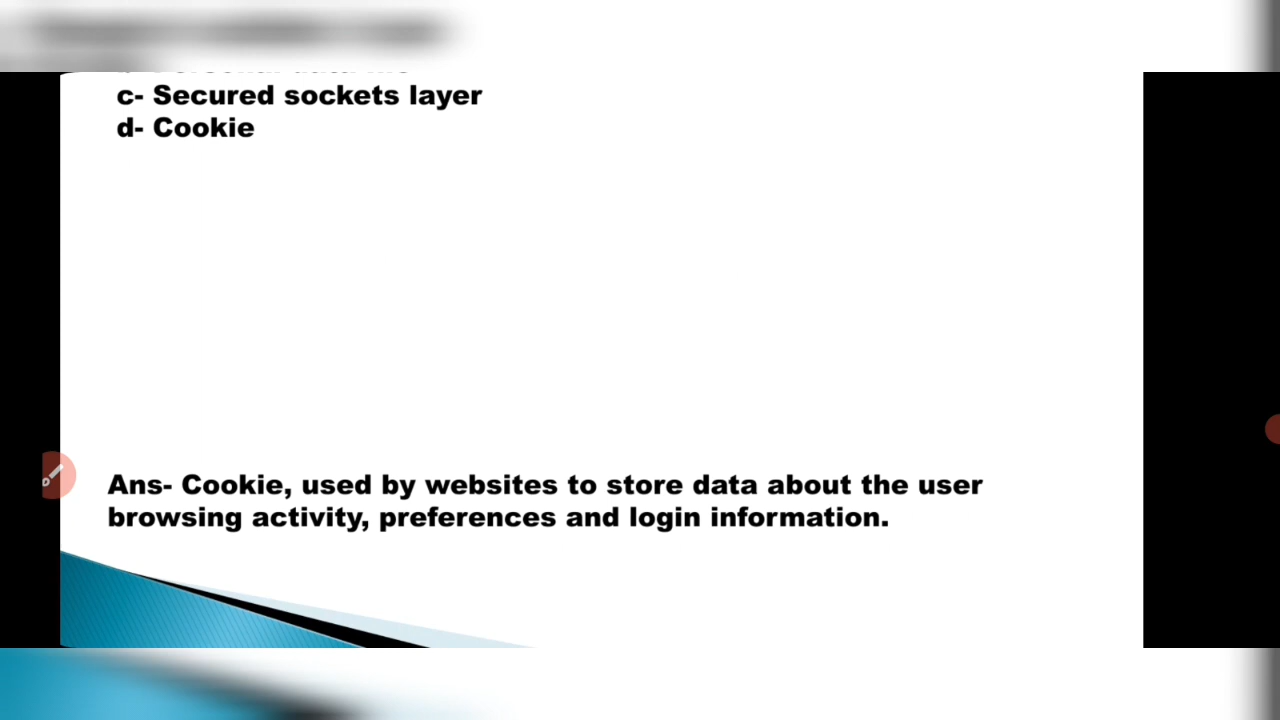 c- Secured sockets layer
d- Cookie
Ans- Cookie, used by websites to store data about the user
browsing activity, preferences and login information.